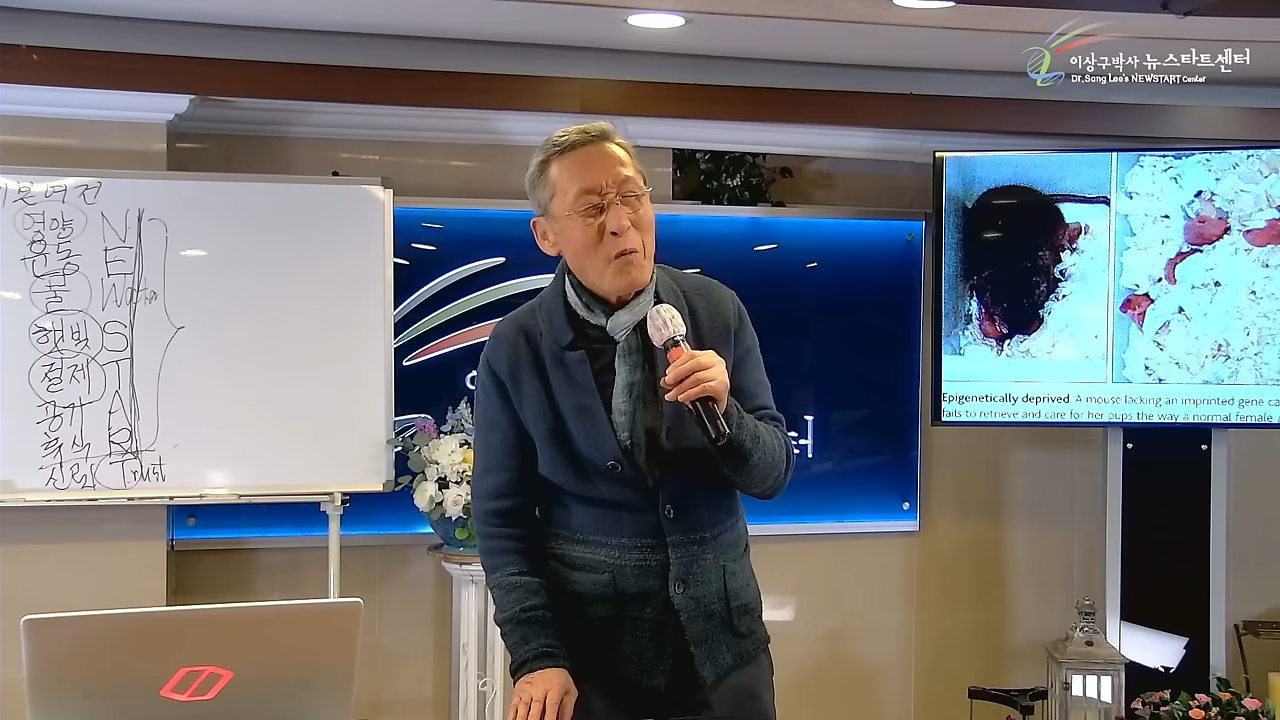 이상구박사 뉴스타트센터
Dr. Sang Lee's NEWSTART Center
영양 N
운동 E
물 Water
햇빛 S
절제 T
공기 A
휴식 R
신뢰 Trust
Epigenetically deprived. A mouse lacking an imprinted gene ca
fails to retrieve and care for her pups the way a normal female